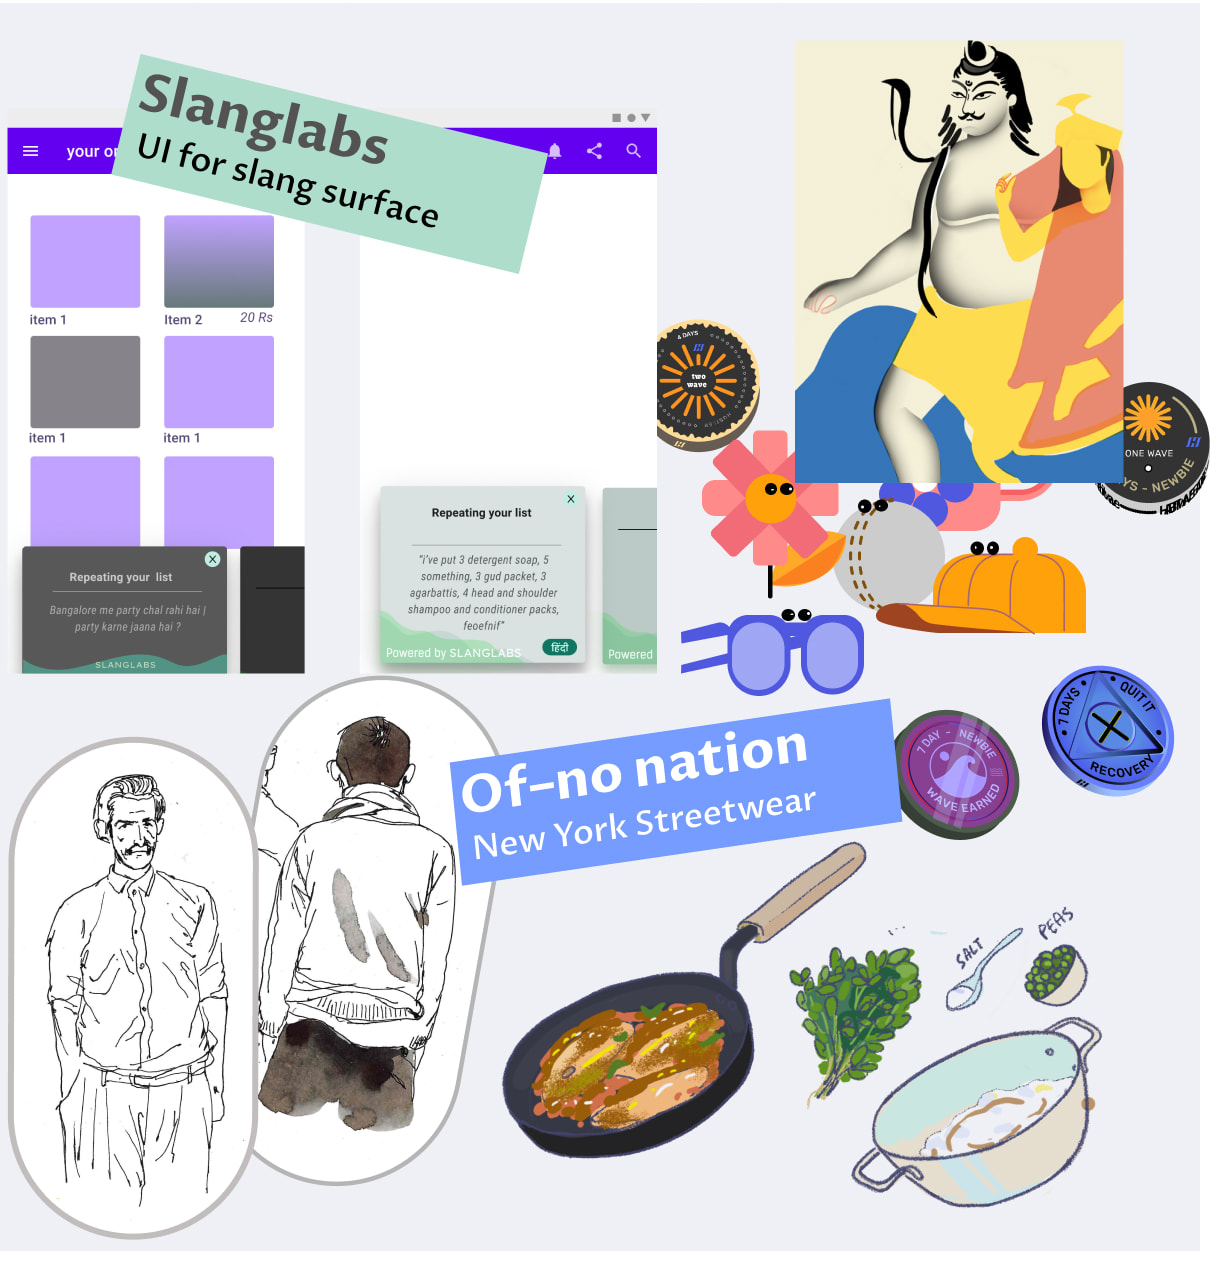 Slanglabs
UI for slang surface
your or
item 1
Item 2
20 Rs
item 1
item 1
Repeating your list
Bangalore me party chal rahi hai |
party karne jaana hai ?
SLANGLABS
X
Repeating your list
X
"i've put 3 detergent soap, 5
something, 3 gud packet, 3
agarbattis, 4 head and shoulder
shampoo and conditioner packs,
feoefnif"
Powered by SLANGLABS
हिंदी
Powered
4 DAYS
two
wave
ONE WAVE
YS - NEWBIE
7 DAYS
QUIT IT
RECOVERY
7 DAY - NEWBIE
WAVE EARNED
Of-no nation
New York Streetwear
SALT
PEAS